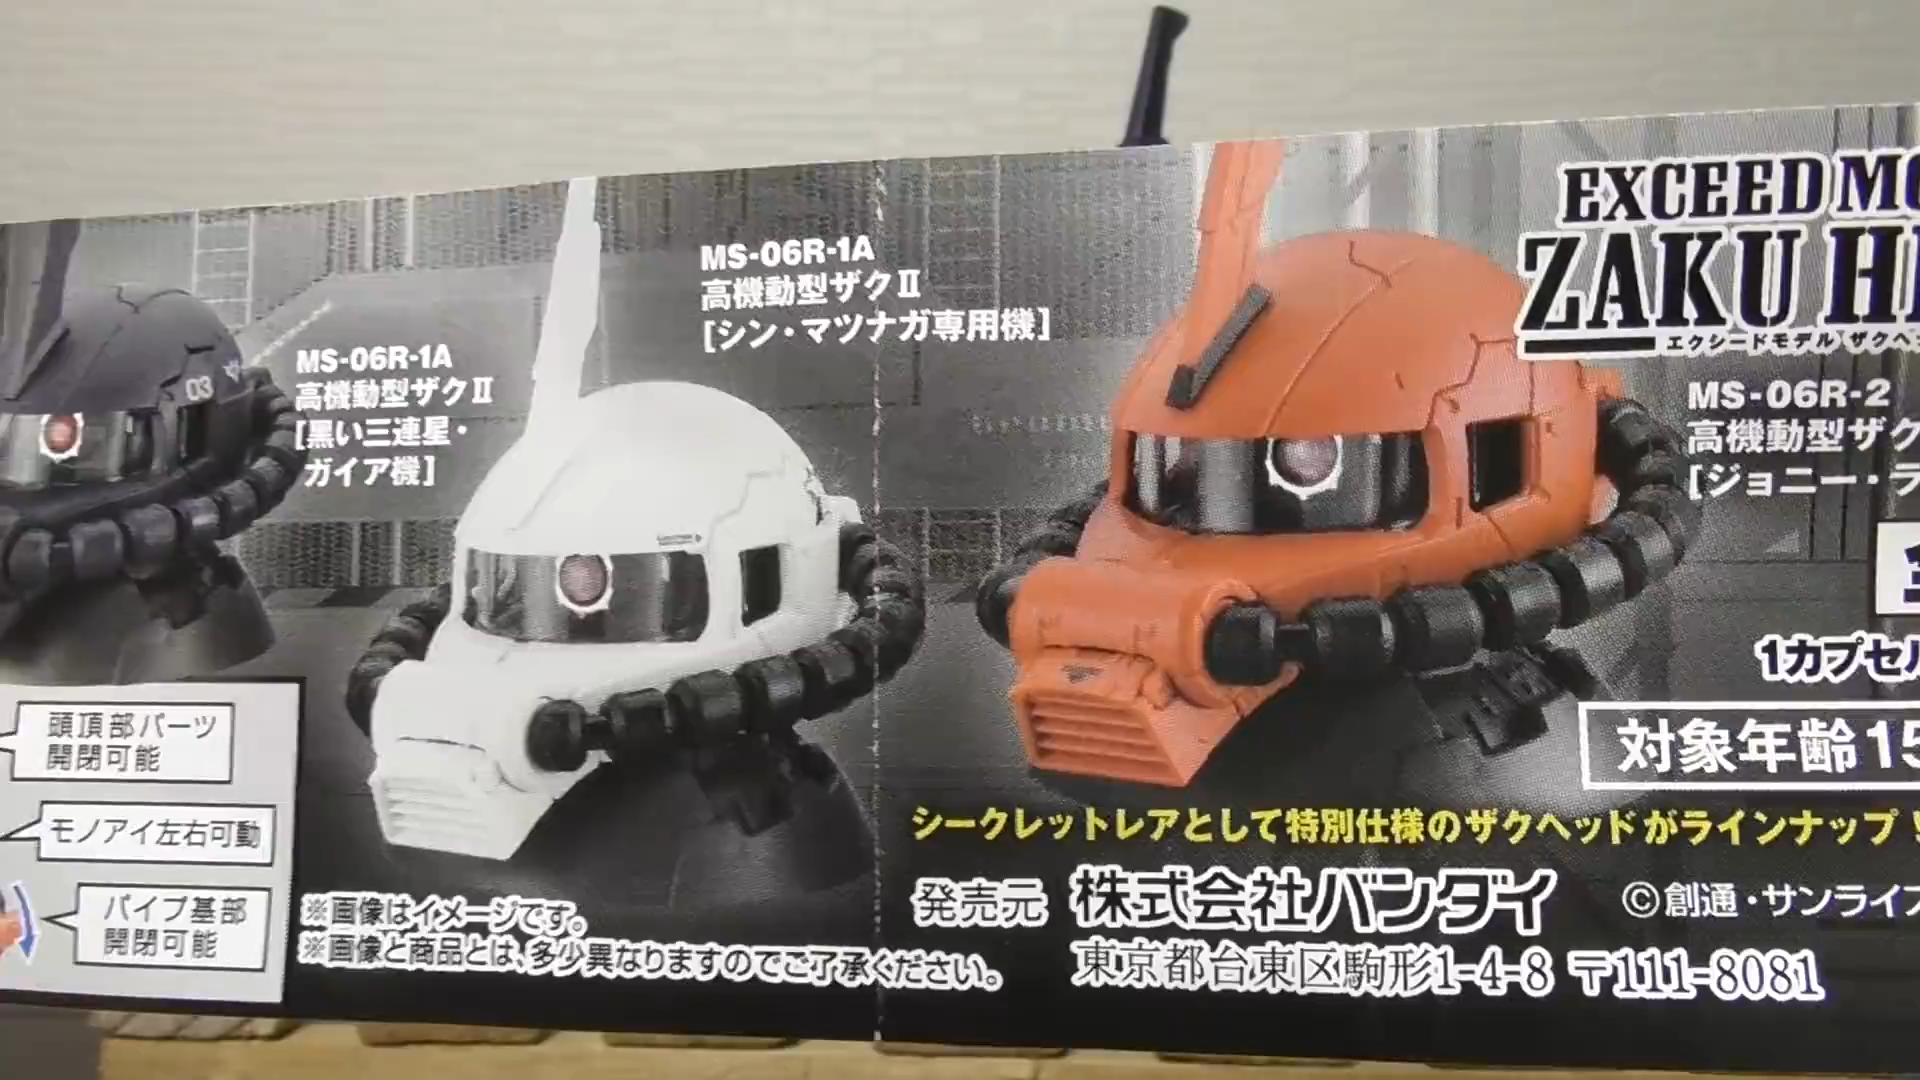 03
MS-06R-1A
高機動型ザクⅡ
[黒い三連星・
ガイア機]
MS-06R-1A
高機動型ザクⅡ
[シン・マツナガ専用機]
EXCEED
ZAKU
エクシードモデル ザクヘ
MS-06R-2
高機動型ザク
[ジョニー・ラ
1カプセル
対象年齢15
頭頂部パーツ
開閉可能
モノアイ左右可動
パイプ基部
開閉可能
シークレットレアとして特別仕様のザクヘッドがラインナップ!
※画像はイメージです。
※画像と商品とは、多少異なりますのでご了承ください。
発売元 株式会社バンダイ
©創通・サンライズ
東京都台東区駒形1-4-8 〒111-8081